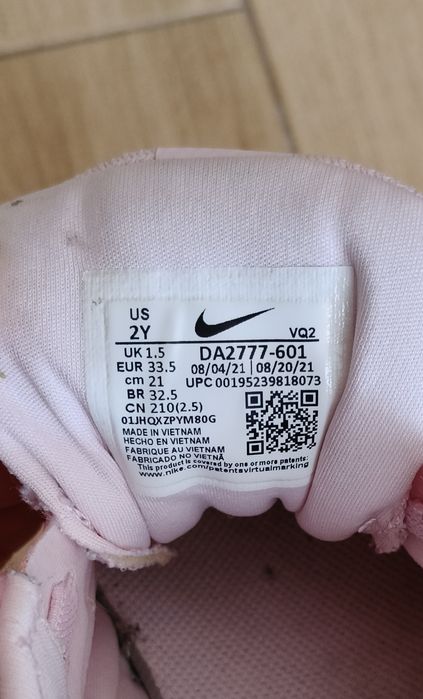 US
2Y
VQ2
UK 1.5
EUR 33.5
cm 21
BR 32.5
CN 210(2.5)
DA2777-601
08/04/21 | 08/20/21
UPC 00195239818073
01JHQXZPYM80G
MADE IN VIETNAM
HECHO EN VIETNAM
FABRIQUE AU VIETNAM
FABRICADO NO VIETNÃ
This product is covered by one or more patents:
www.nike.com/patentsvirtualmarking